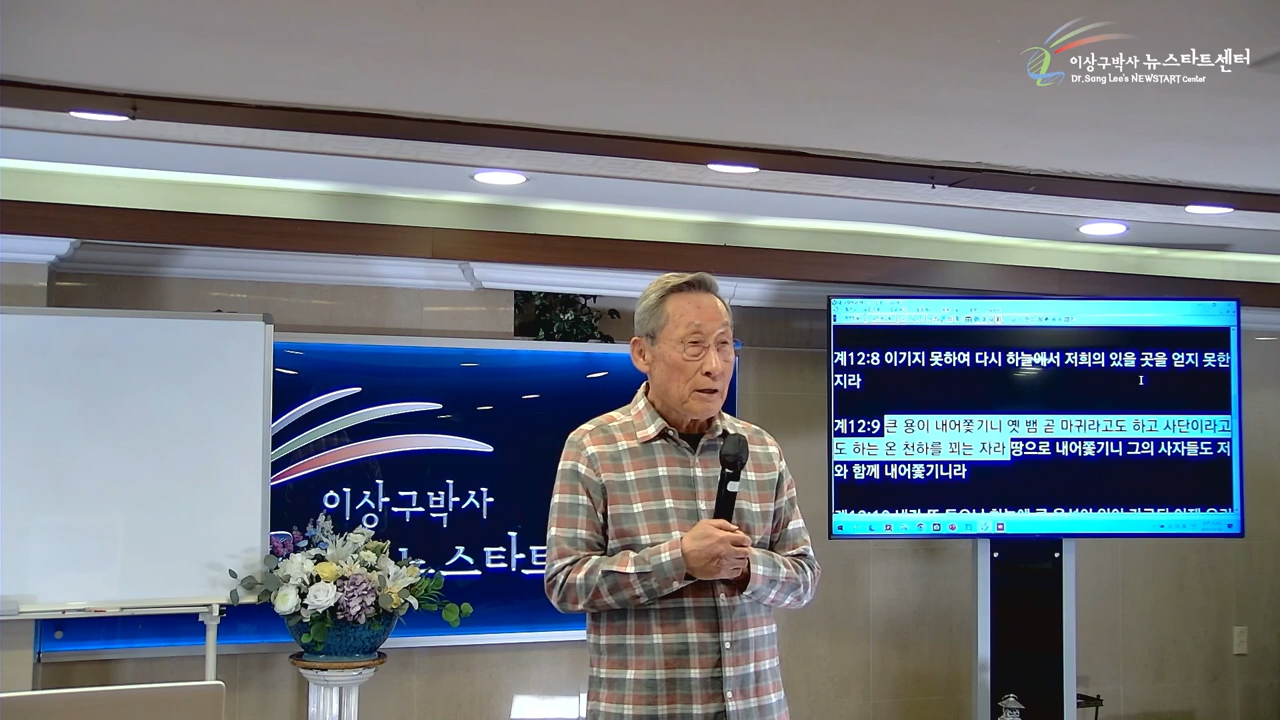 이상구박사 뉴스타트센터
Dr. Sang Lee's NEWSTART Center
계12:8 이기지 못하여 다시 하늘에서 저희의 있을 곳을 얻지 못한
지라
계12:9 큰 용이 내어쫓기니 옛 뱀 곧 마귀라고도 하고 사단이라고
도 하는 온 천하를 꾀는 자라 땅으로 내어쫓기니 그의 사자들도 저
와 함께 내어쫓기니라
이상구박사
뉴스타트